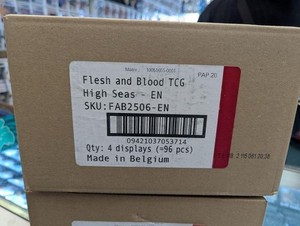 PAP 20
Flesh and Blood TCG
High Seas - EN
SKU:FAB2506-EN
09421037053714
Qty: 4 displays (=96 pcs)
Made in Belgium